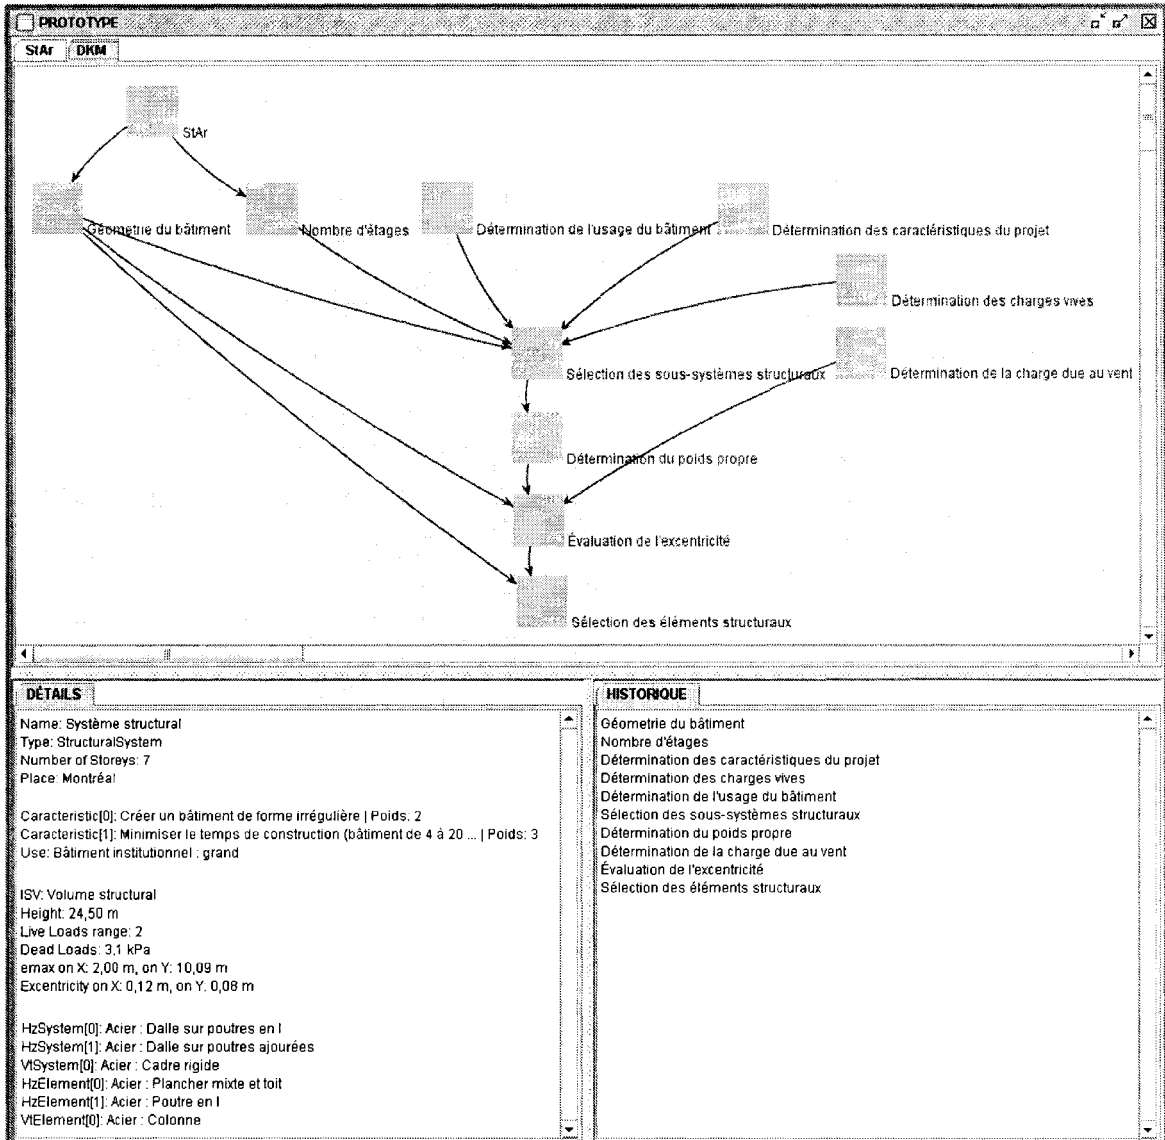 PROTOTYPE
StAr DKM
StAr
Géometrie du bâtiment
Nombre d'étages
Détermination de l'usage du bâtiment
Détermination des caractéristiques du projet
Détermination des charges vives
Sélection des sous-systèmes structuraux
Détermination de la charge due au vent
Détermination du poids propre
Évaluation de l'excentricité
Sélection des éléments structuraux
DÉTAILS
Name: Système structural
Type: StructuralSystem
Number of Storeys: 7
Place: Montréal
Caracteristic[0]: Créer un bâtiment de forme irrégulière | Poids: 2
Caracteristic[1]: Minimiser le temps de construction (bâtiment de 4 à 20 ... | Poids: 3
Use: Bâtiment institutionnel : grand
ISV: Volume structural
Height: 24,50 m
Live Loads range: 2
Dead Loads: 3,1 kPa
emax on X: 2,00 m, on Y: 10,09 m
Excentricity on X: 0,12 m, on Y: 0,08 m
HzSystem[0]: Acier : Dalle sur poutres en I
HzSystem[1]: Acier : Dalle sur poutres ajourées
VtSystem[0]: Acier : Cadre rigide
HzElement[0]: Acier : Plancher mixte et toit
HzElement[1]: Acier : Poutre en I
VtElement[0]: Acier : Colonne
HISTORIQUE
Géometrie du bâtiment
Nombre d'étages
Détermination des caractéristiques du projet
Détermination des charges vives
Détermination de l'usage du bâtiment
Sélection des sous-systèmes structuraux
Détermination du poids propre
Détermination de la charge due au vent
Évaluation de l'excentricité
Sélection des éléments structuraux